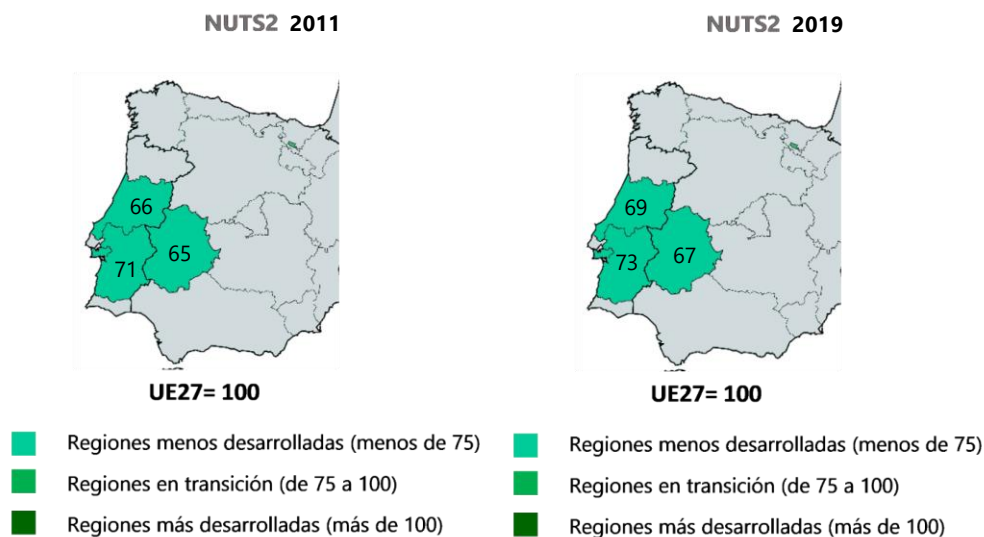 NUTS2 2011
66
65
71
UE27= 100
Regiones menos desarrolladas (menos de 75)
Regiones en transición (de 75 a 100)
Regiones más desarrolladas (más de 100)
NUTS2 2019
69
67
73
UE27= 100
Regiones menos desarrolladas (menos de 75)
Regiones en transición (de 75 a 100)
Regiones más desarrolladas (más de 100)